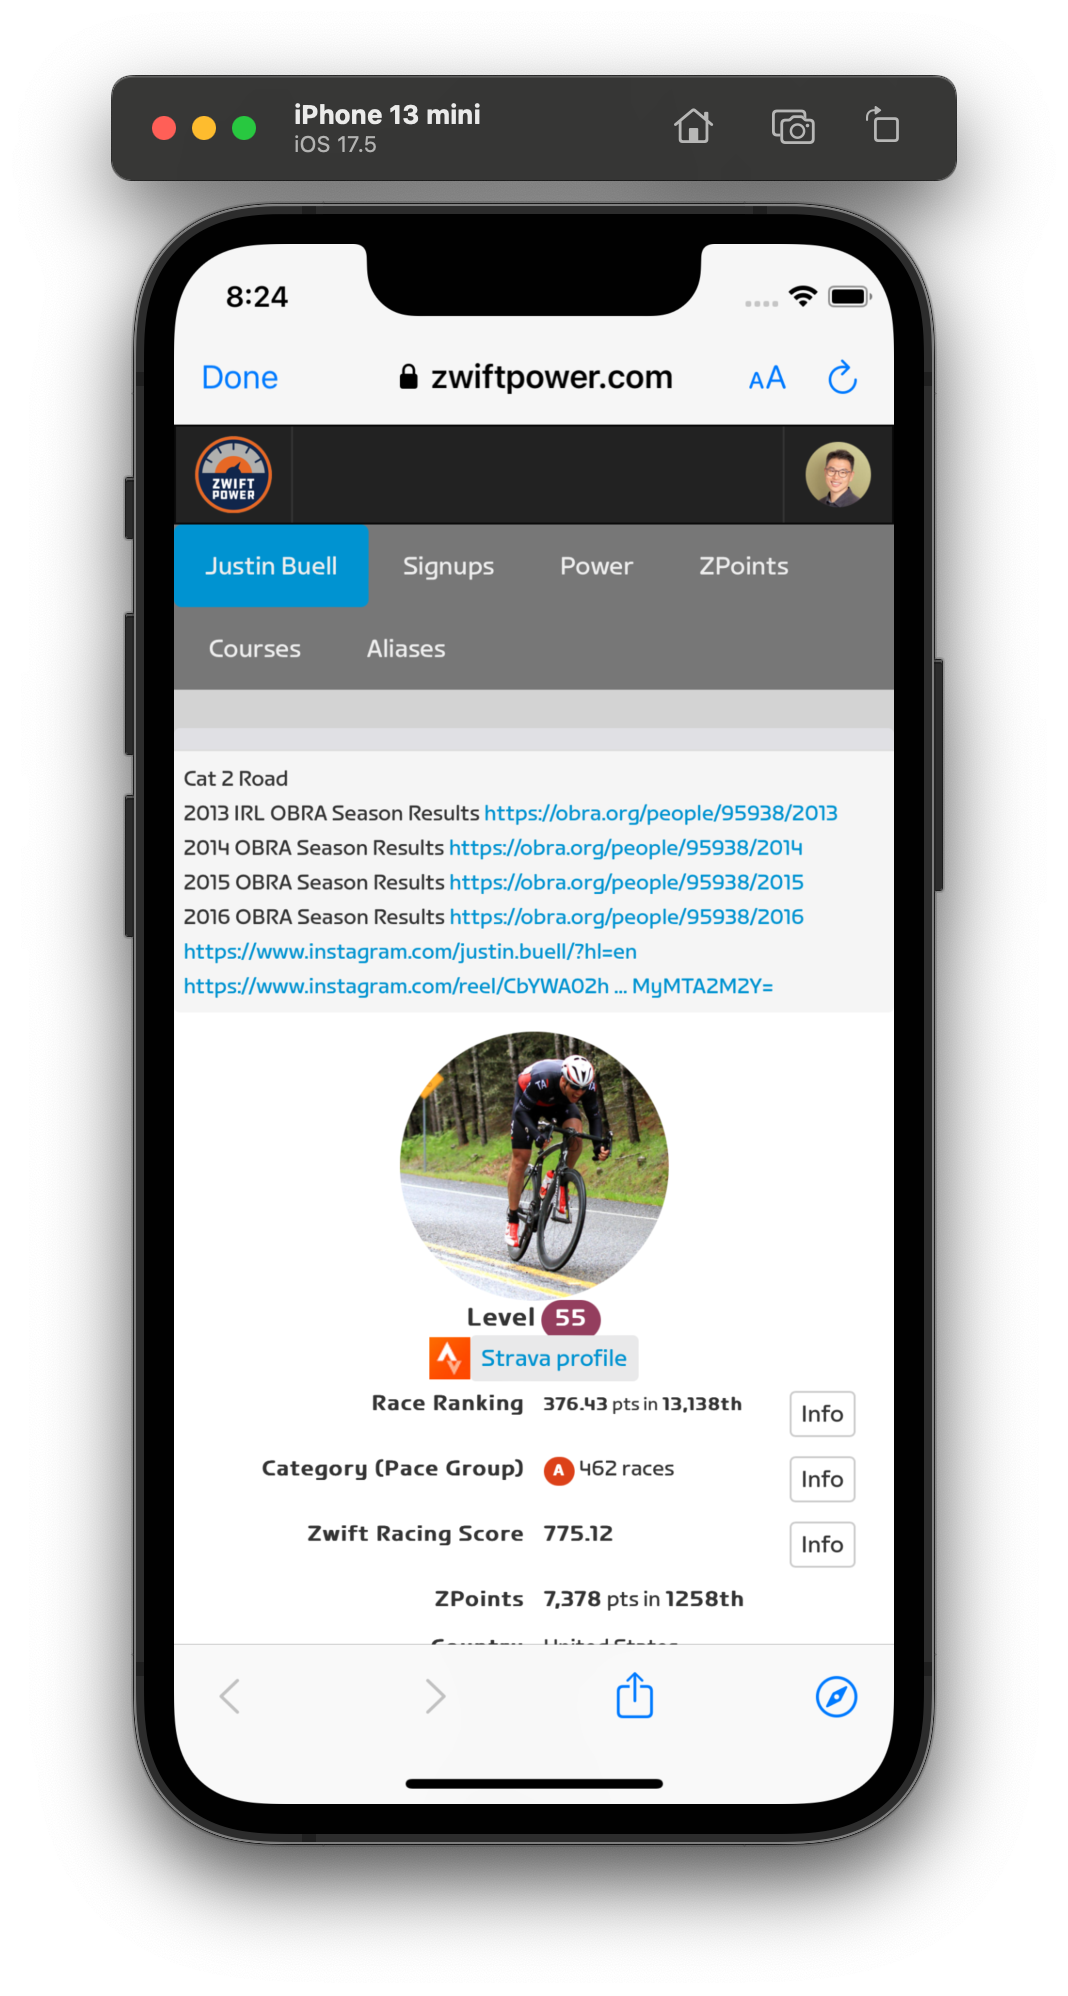 iPhone 13 mini
iOS 17.5
8:24
Done
zwiftpower.com
AA
ZWIFT
POWER
Justin Buell
Signups
Power
ZPoints
Courses
Aliases
Cat 2 Road
2013 IRL OBRA Season Results https://obra.org/people/95938/2013
2014 OBRA Season Results https://obra.org/people/95938/2014
2015 OBRA Season Results https://obra.org/people/95938/2015
2016 OBRA Season Results https://obra.org/people/95938/2016
https://www.instagram.com/justin.buell/?hl=en
https://www.instagram.com/reel/CbYWA02h ... MyMTA2M2Y=
Level 55
Strava profile
Race Ranking 376.43 pts in 13,138th Info
Category (Pace Group) A 462 races Info
Zwift Racing Score 775.12 Info
ZPoints 7,378 pts in 1258th
Country United States